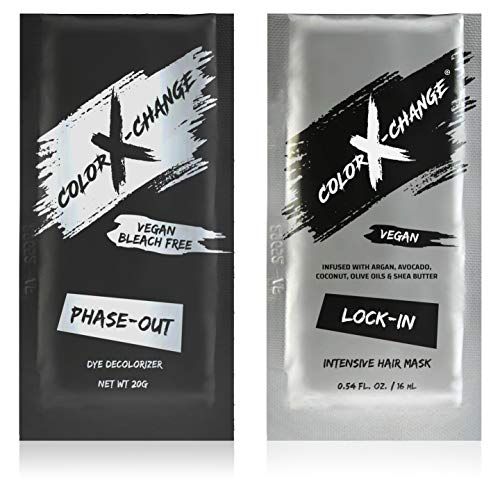 COLOR X-CHANGE
VEGAN
BLEACH FREE
PHASE-OUT
DYE DECOLORIZER
NET WT 20G
COLOR X-CHANGE®
VEGAN
INFUSED WITH ARGAN, AVOCADO,
COCONUT, OLIVE OILS & SHEA BUTTER
LOCK-IN
INTENSIVE HAIR MASK
0.54 FL. OZ. / 16 mL